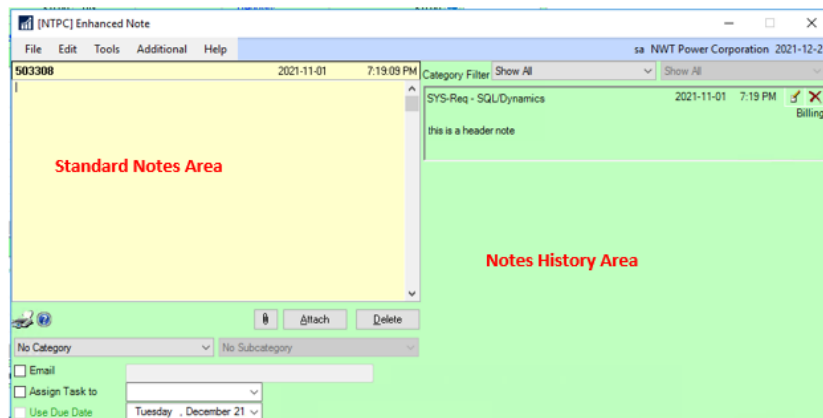 [NTPC] Enhanced Note
File Edit Tools Additional Help sa NWT Power Corporation 2021-12-2
503308 2021-11-01 7:19:09 PM
Category Filter Show All Show All
SYS-Req - SQL/Dynamics 2021-11-01 7:19 PM
Billing
this is a header note
Standard Notes Area
Notes History Area
Attach Delete
No Category No Subcategory
Email
Assign Task to
Use Due Date Tuesday , December 21